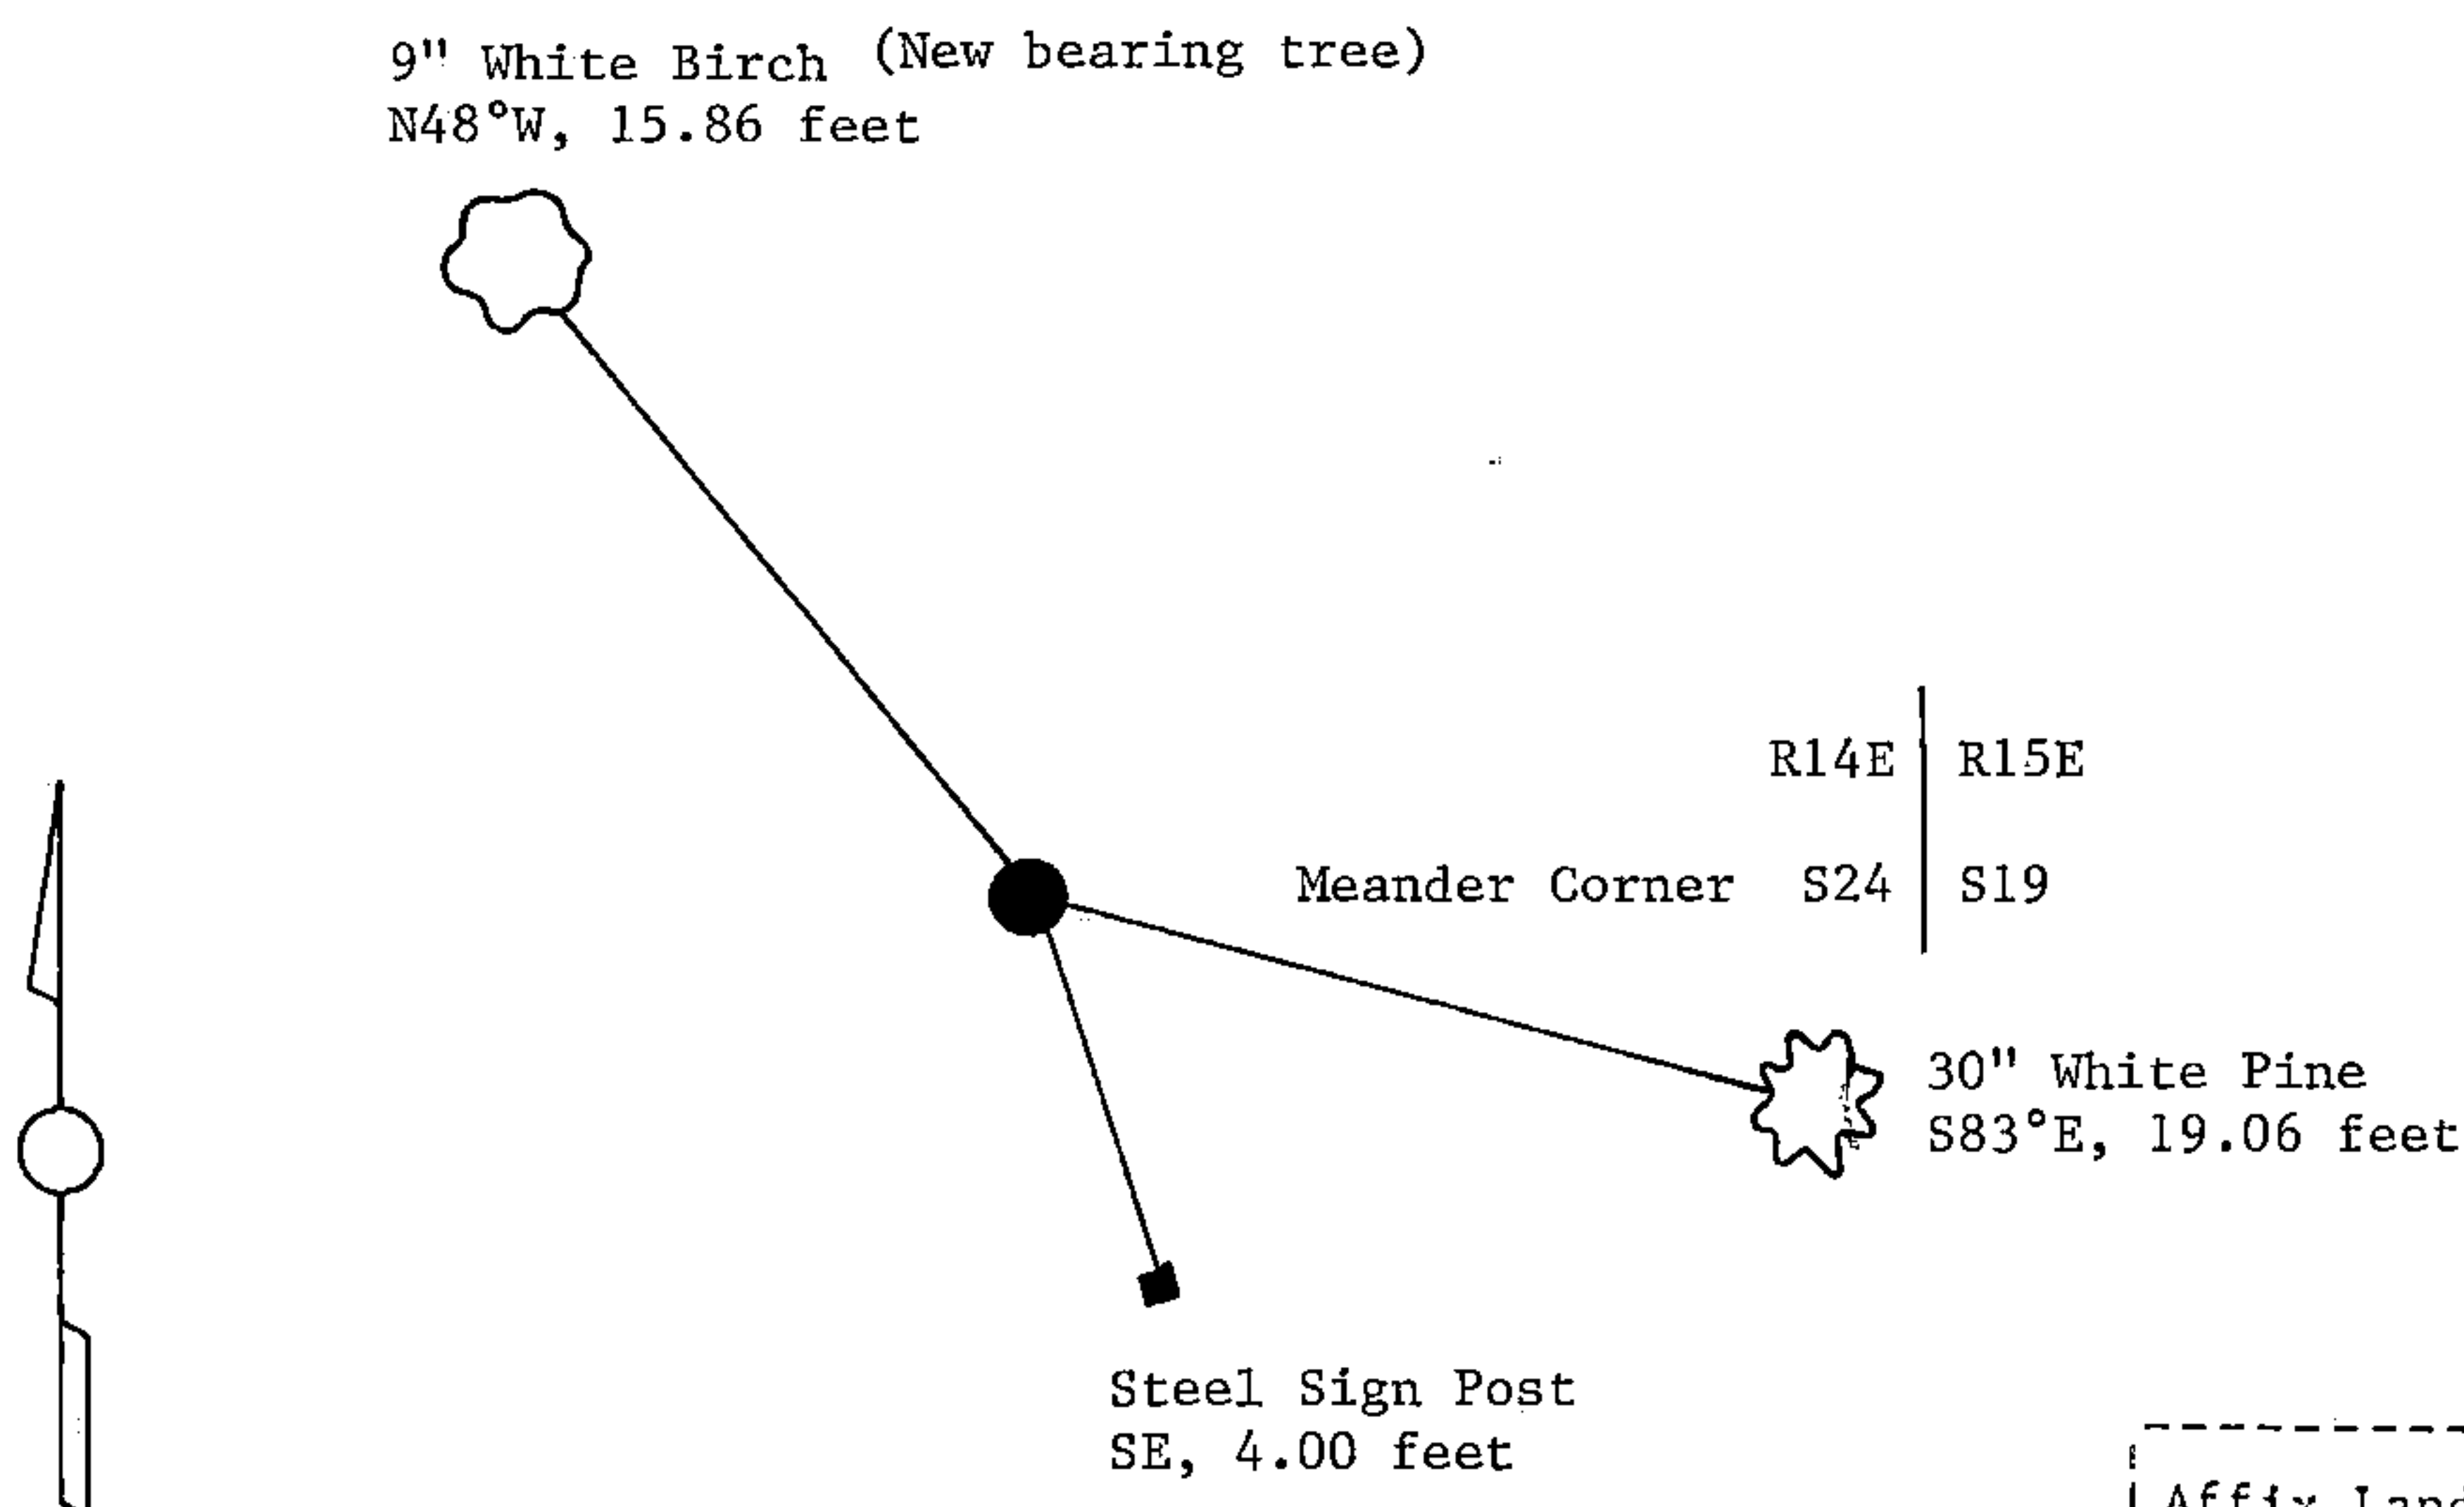 9" White Birch (New bearing tree)
N48°W, 15.86 feet
R14E R15E
Meander Corner S24 S19
30" White Pine
S83°E, 19.06 feet
Steel Sign Post
SE, 4.00 feet
Affix